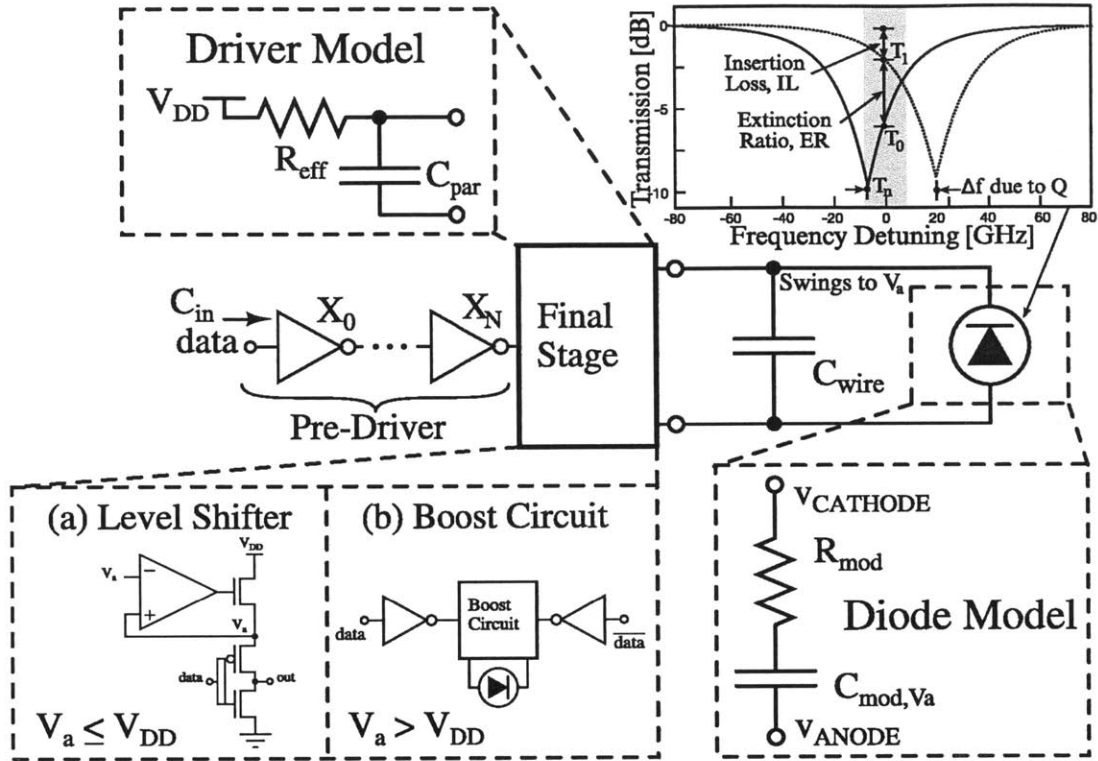 Driver Model
V_DD
R_eff
C_par
Transmission [dB]
0
-5
-10
Insertion
Loss, IL
Extinction
Ratio, ER
T_1
T_0
T_n
Δf due to Q
-80
-60
-40
-20
0
20
40
60
80
Frequency Detuning [GHz]
C_in
data
X_0
X_N
Pre-Driver
Final
Stage
Swings to V_a
C_wire
(a) Level Shifter
V_DD
V_a
−
+
V_a
data
out
V_a ≤ V_DD
(b) Boost Circuit
data
Boost
Circuit
data
V_a > V_DD
V_CATHODE
R_mod
Diode Model
C_mod,Va
V_ANODE